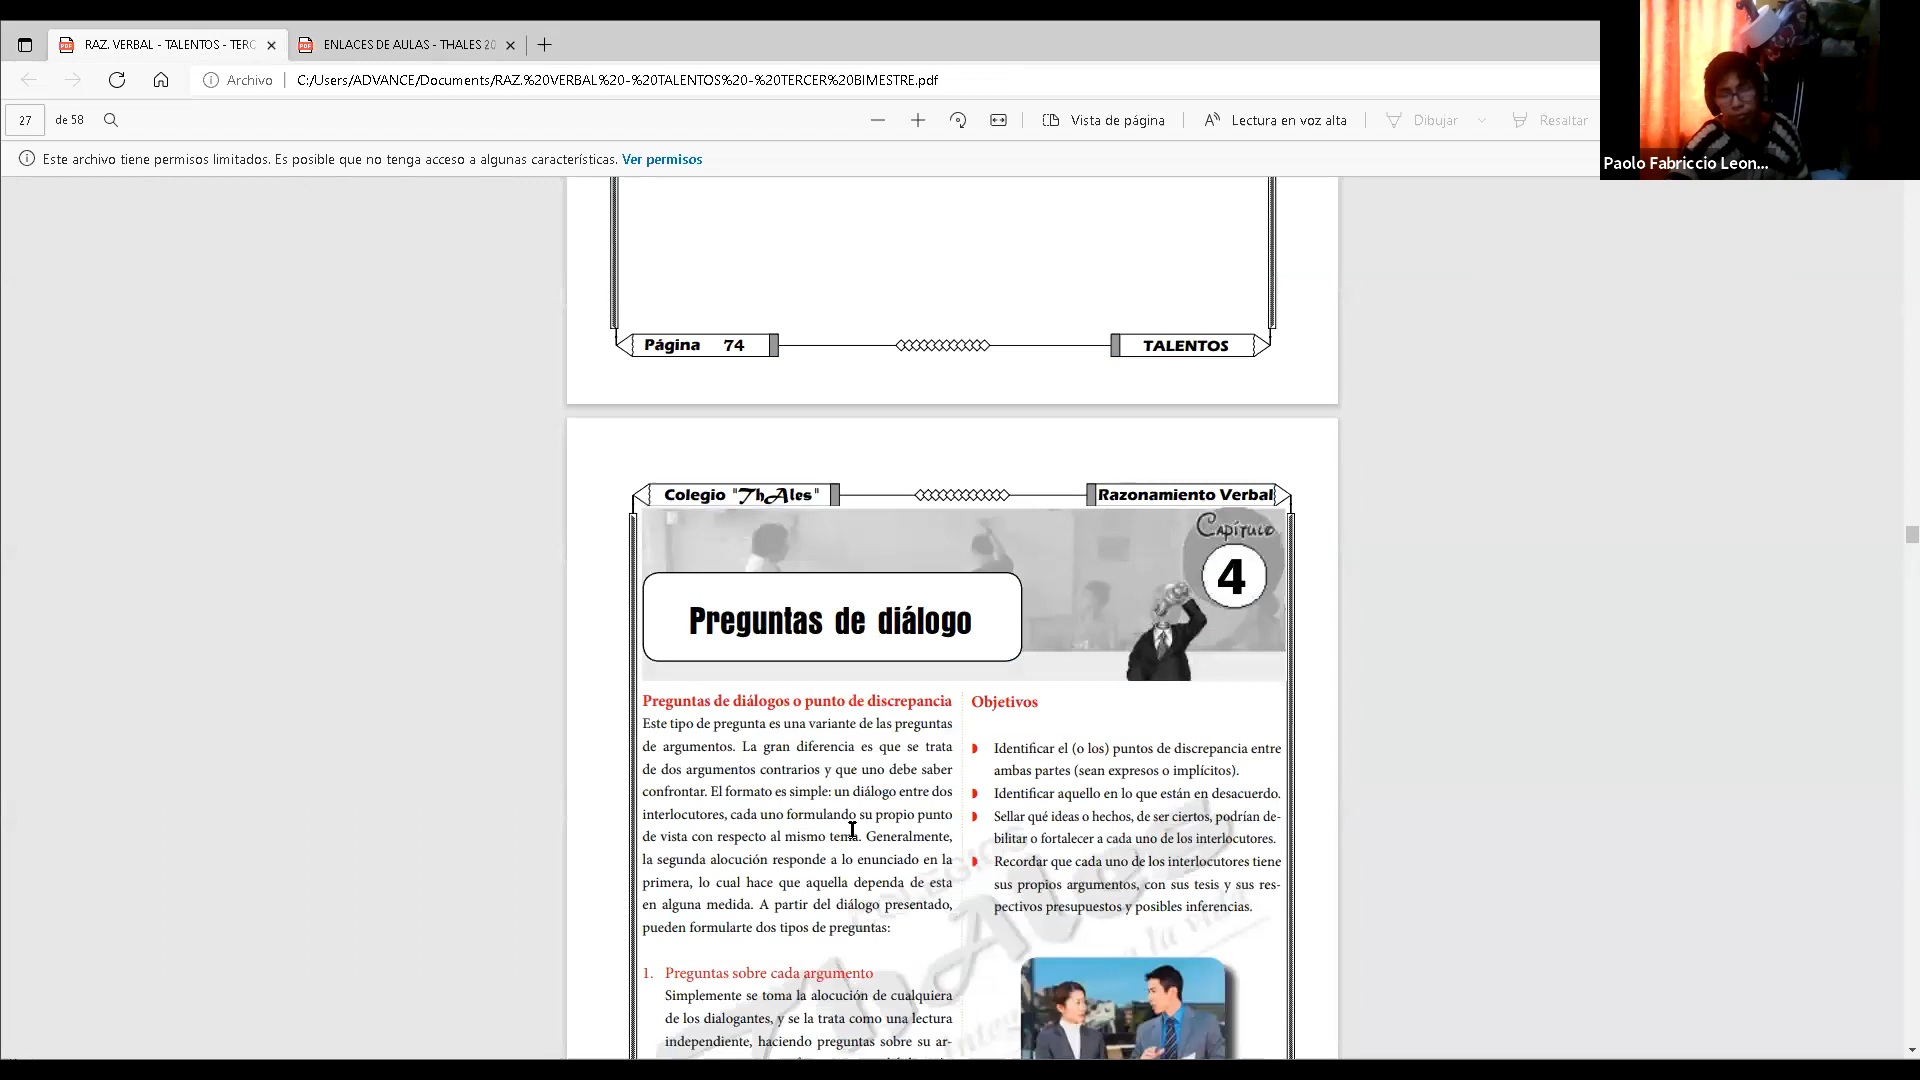 RAZ. VERBAL - TALENTOS - TERC
ENLACES DE AULAS - THALES 20
Archivo
C:/Users/ADVANCE/Documents/RAZ.%20VERBAL%20-%20TALENTOS%20-%20TERCER%20BIMESTRE.pdf
27 de 58
Vista de página
Lectura en voz alta
Dibujar
Resaltar
Este archivo tiene permisos limitados. Es posible que no tenga acceso a algunas características. Ver permisos
Paolo Fabriccio Leon...
Página 74
TALENTOS
Colegio "ThAles"
Razonamiento Verbal
Capítulo
4
Preguntas de diálogo
Preguntas de diálogos o punto de discrepancia
Este tipo de pregunta es una variante de las preguntas
de argumentos. La gran diferencia es que se trata
de dos argumentos contrarios y que uno debe saber
confrontar. El formato es simple: un diálogo entre dos
interlocutores, cada uno formulando su propio punto
de vista con respecto al mismo tema. Generalmente,
la segunda alocución responde a lo enunciado en la
primera, lo cual hace que aquella dependa de esta
en alguna medida. A partir del diálogo presentado,
pueden formularte dos tipos de preguntas:
1. Preguntas sobre cada argumento
Simplemente se toma la alocución de cualquiera
de los dialogantes, y se la trata como una lectura
independiente, haciendo preguntas sobre su ar-
Objetivos
Identificar el (o los) puntos de discrepancia entre
ambas partes (sean expresos o implícitos).
Identificar aquello en lo que están en desacuerdo.
Sellar qué ideas o hechos, de ser ciertos, podrían de-
bilitar o fortalecer a cada uno de los interlocutores.
Recordar que cada uno de los interlocutores tiene
sus propios argumentos, con sus tesis y sus res-
pectivos presupuestos y posibles inferencias.